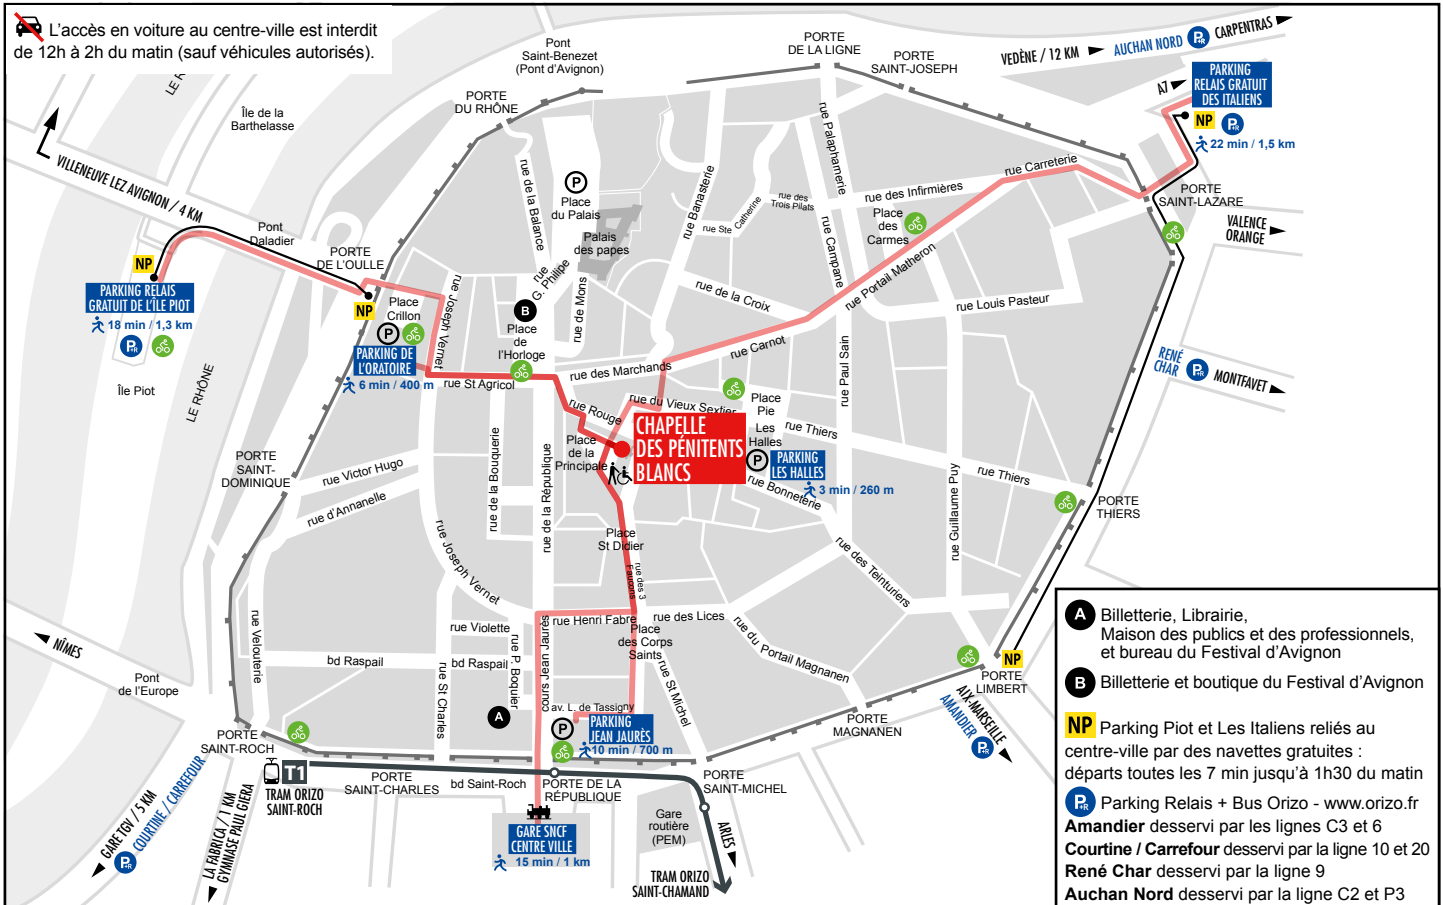 L'accès en voiture au centre-ville est interdit
de 12h à 2h du matin (sauf véhicules autorisés).
LE RHÔNE
Île de la
Barthelasse
Pont
Saint-Benezet
(Pont d'Avignon)
PORTE
DU RHÔNE
PORTE
DE LA LIGNE
PORTE
SAINT-JOSEPH
VEDÈNE / 12 KM
AUCHAN NORD
P+R
CARPENTRAS
A7
PARKING
RELAIS GRATUIT
DES ITALIENS
NP
P+R
22 min / 1,5 km
PORTE
SAINT-LAZARE
VALENCE
ORANGE
VILLENEUVE LEZ AVIGNON / 4 KM
Pont
Daladier
PORTE
DE L'OULLE
NP
PARKING RELAIS
GRATUIT DE L'ÎLE PIOT
18 min / 1,3 km
P+R
Île Piot
LE RHÔNE
NP
Place
Crillon
P
PARKING DE
L'ORATOIRE
6 min / 400 m
rue Joseph Vernet
rue de la Balance
P
Place
du Palais
Palais
des papes
rue
G. Philipe
rue de Mons
B
Place
de
l'Horloge
rue St Agricol
rue des Marchands
rue Banasterie
rue Ste
Catherine
rue des
Trois Pilats
rue Palapharnerie
rue Campane
rue des Infirmières
rue Carreterie
Place
des
Carmes
rue Portail Matheron
rue de la Croix
rue Louis Pasteur
rue Carnot
rue Paul Sain
rue du Vieux Sextier
Place
Pie
Les
Halles
rue Thiers
rue Rouge
Place
de la
Principale
CHAPELLE
DES PÉNITENTS
BLANCS
P
PARKING
LES HALLES
3 min / 260 m
rue Bonneterie
rue Thiers
RENÉ
CHAR
P+R
MONTFAVET
PORTE
THIERS
rue Guillaume Puy
PORTE
SAINT-
DOMINIQUE
rue Victor Hugo
rue d'Annanelle
rue de la Bouquerie
rue de la République
Place
St Didier
rue des 3
Faucons
rue des Teinturiers
rue Joseph Vernet
rue Henri Fabre
rue des Lices
Place
des Corps
Saints
rue du Portail Magnanen
rue Violette
bd Raspail
bd Raspail
rue P. Boquier
cours Jean Jaurès
rue St Charles
rue Velouterie
rue St Michel
av. L. de Tassigny
A
P
PARKING
JEAN JAURÈS
10 min / 700 m
NÎMES
Pont
de l'Europe
PORTE
SAINT-ROCH
T1
TRAM ORIZO
SAINT-ROCH
PORTE
SAINT-CHARLES
bd Saint-Roch
PORTE DE LA
RÉPUBLIQUE
PORTE
SAINT-MICHEL
PORTE
MAGNANEN
PORTE
LIMBERT
NP
AIX-MARSEILLE
AMANDIER
P+R
GARE TGV / 5 KM
COURTINE / CARREFOUR
P+R
LA FABRICA / 1 KM
GYMNASE PAUL GIERA
GARE SNCF
CENTRE VILLE
15 min / 1 km
Gare
routière
(PEM)
ARLES
TRAM ORIZO
SAINT-CHAMAND
A Billetterie, Librairie,
Maison des publics et des professionnels,
et bureau du Festival d'Avignon
B Billetterie et boutique du Festival d'Avignon
NP Parking Piot et Les Italiens reliés au
centre-ville par des navettes gratuites :
départs toutes les 7 min jusqu'à 1h30 du matin
P+R Parking Relais + Bus Orizo - www.orizo.fr
Amandier desservi par les lignes C3 et 6
Courtine / Carrefour desservi par la ligne 10 et 20
René Char desservi par la ligne 9
Auchan Nord desservi par la ligne C2 et P3